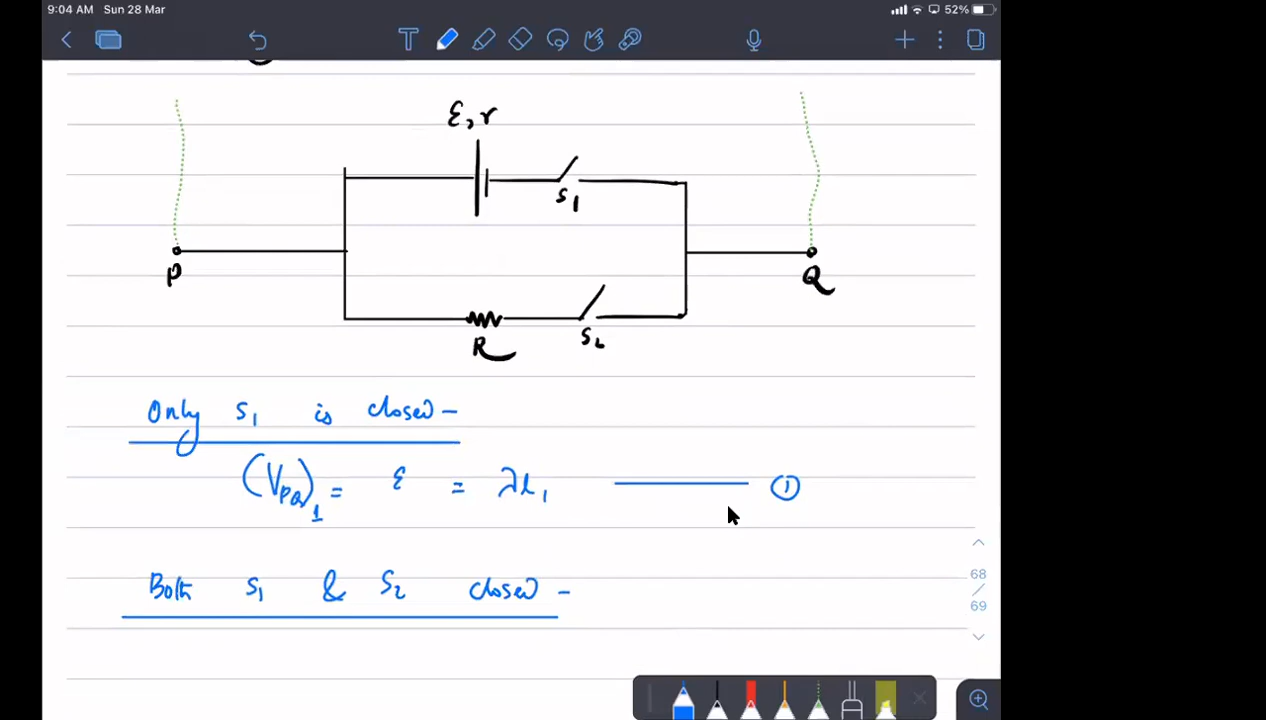 9:04 AM Sun 28 Mar
52%
T
ε, r
S1
P
Q
R
S2
Only S1 is closed -
(VPQ)1 = ε = λl1 ——— ①
Both S1 & S2 closed -
68
/
69